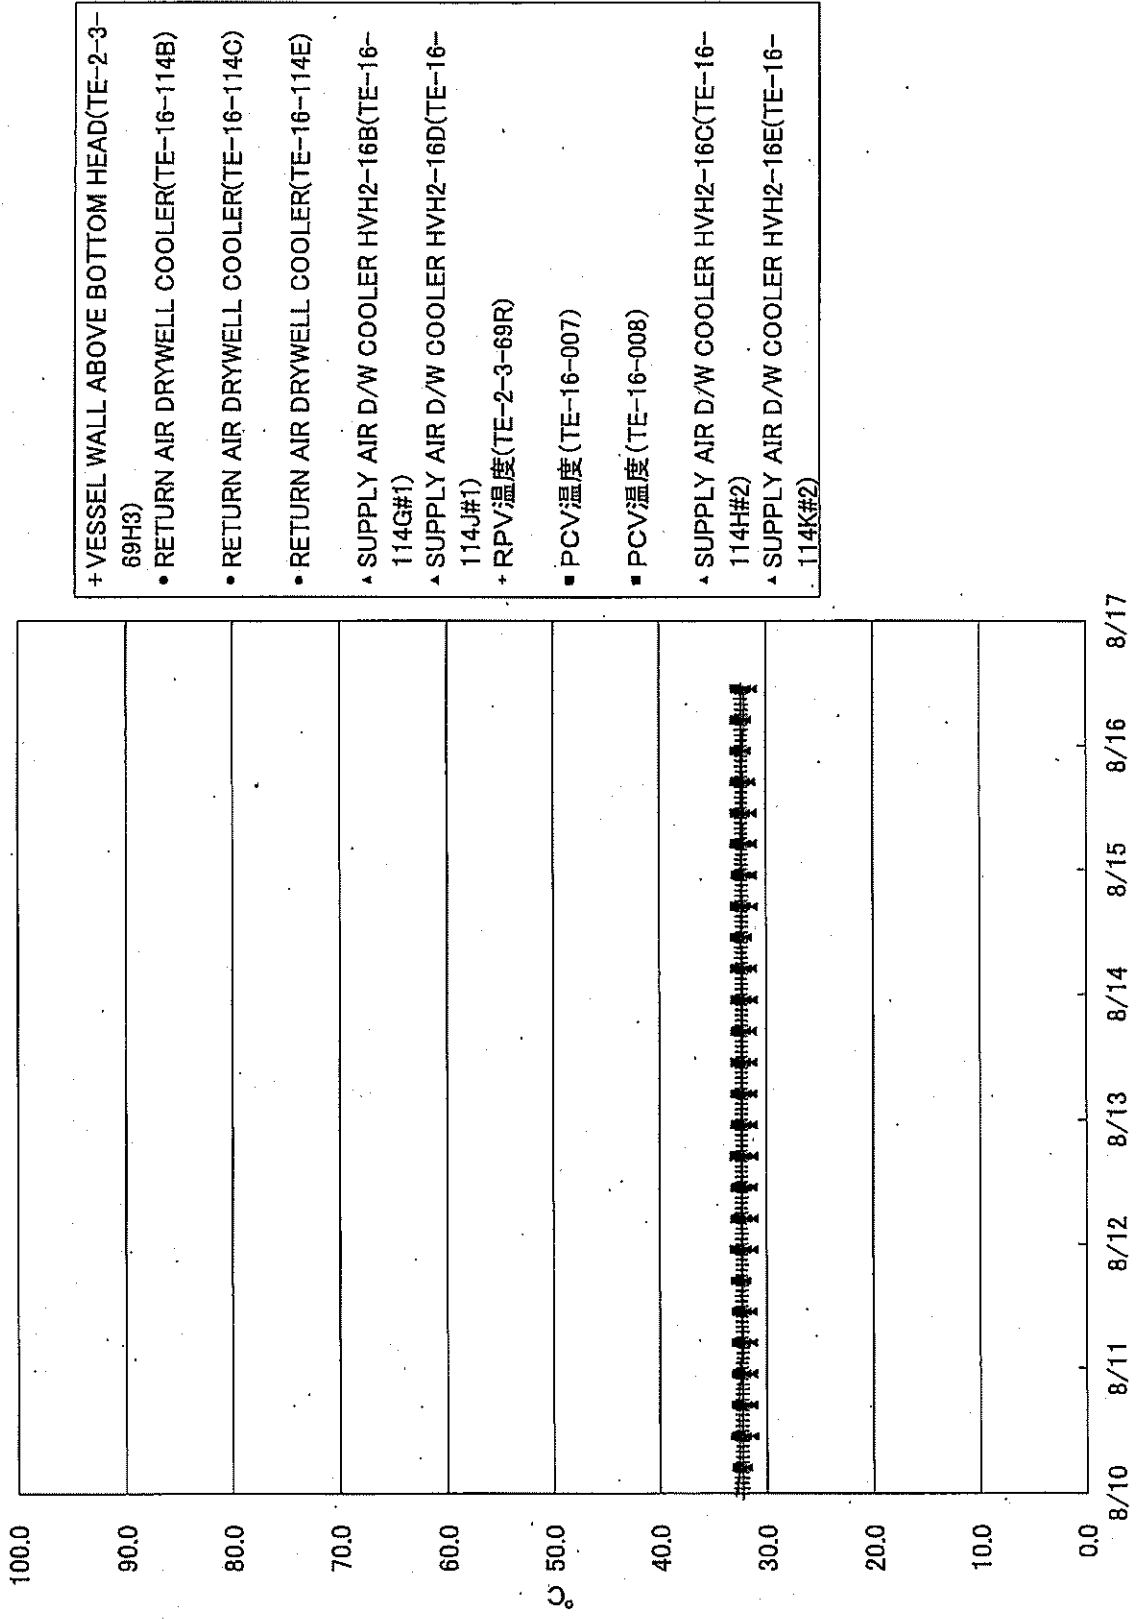 100.0
90.0
80.0
70.0
60.0
50.0
40.0
30.0
20.0
10.0
0.0
℃
8/10
8/11
8/12
8/13
8/14
8/15
8/16
8/17
+ VESSEL WALL ABOVE BOTTOM HEAD(TE-2-3-
69H3)
• RETURN AIR DRYWELL COOLER(TE-16-114B)
• RETURN AIR DRYWELL COOLER(TE-16-114C)
• RETURN AIR DRYWELL COOLER(TE-16-114E)
▲ SUPPLY AIR D/W COOLER HVH2-16B(TE-16-
114G#1)
▲ SUPPLY AIR D/W COOLER HVH2-16D(TE-16-
114J#1)
+ RPV温度(TE-2-3-69R)
■ PCV温度(TE-16-007)
■ PCV温度(TE-16-008)
▲ SUPPLY AIR D/W COOLER HVH2-16C(TE-16-
114H#2)
▲ SUPPLY AIR D/W COOLER HVH2-16E(TE-16-
114K#2)